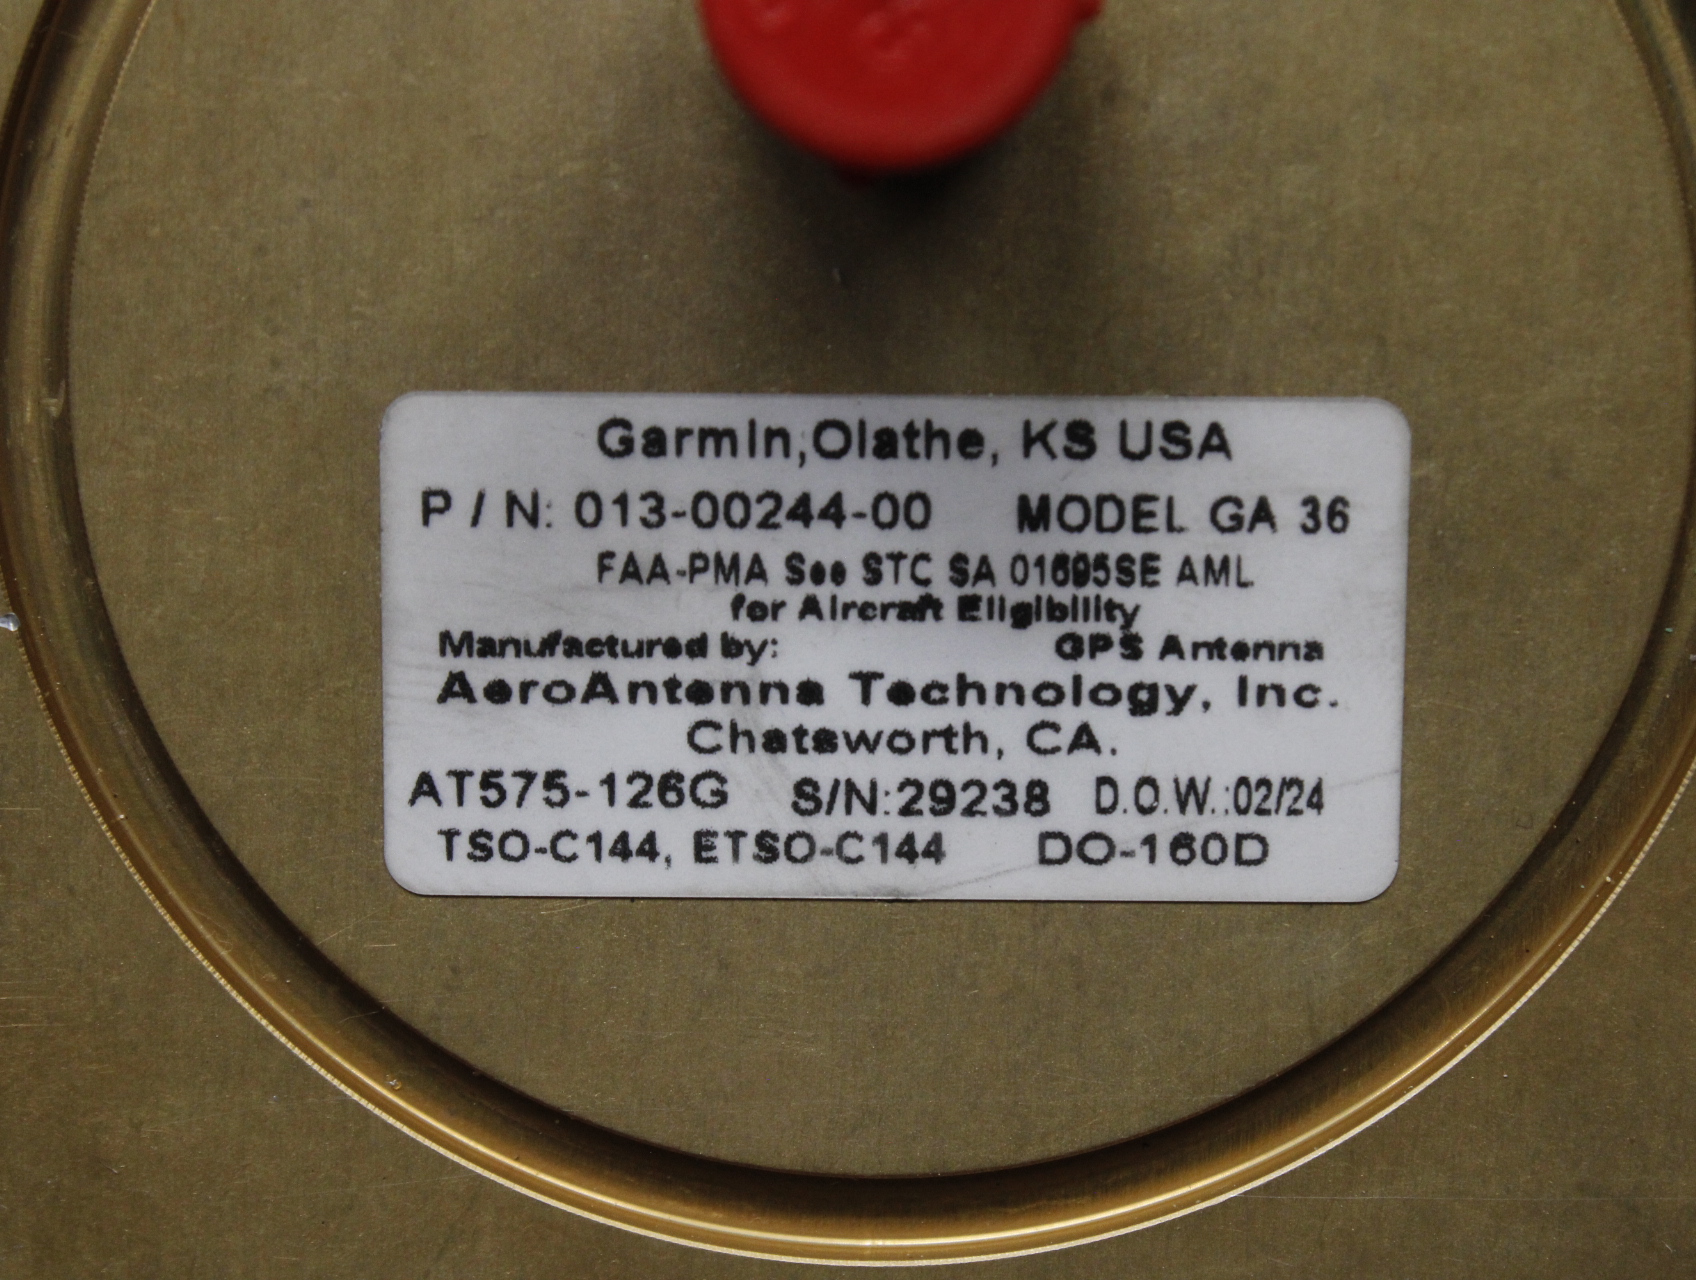 Garmin, Olathe, KS USA
P / N: 013-00244-00 MODEL GA 36
FAA-PMA See STC SA 01695SE AML
for Aircraft Eligibility
Manufactured by: GPS Antenna
AeroAntenna Technology, Inc.
Chatsworth, CA.
AT575-126G S/N:29238 D.O.W.:02/24
TSO-C144, ETSO-C144 DO-160D